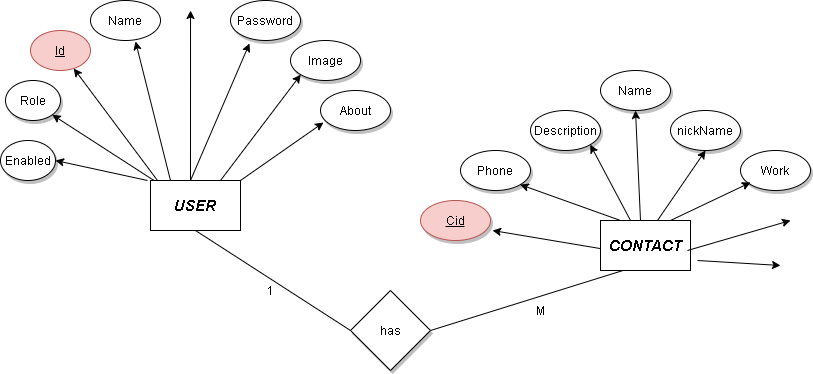 Name
Password
Id
Image
Role
About
Enabled
USER
Name
Description
nickName
Phone
Work
Cid
CONTACT
1
M
has